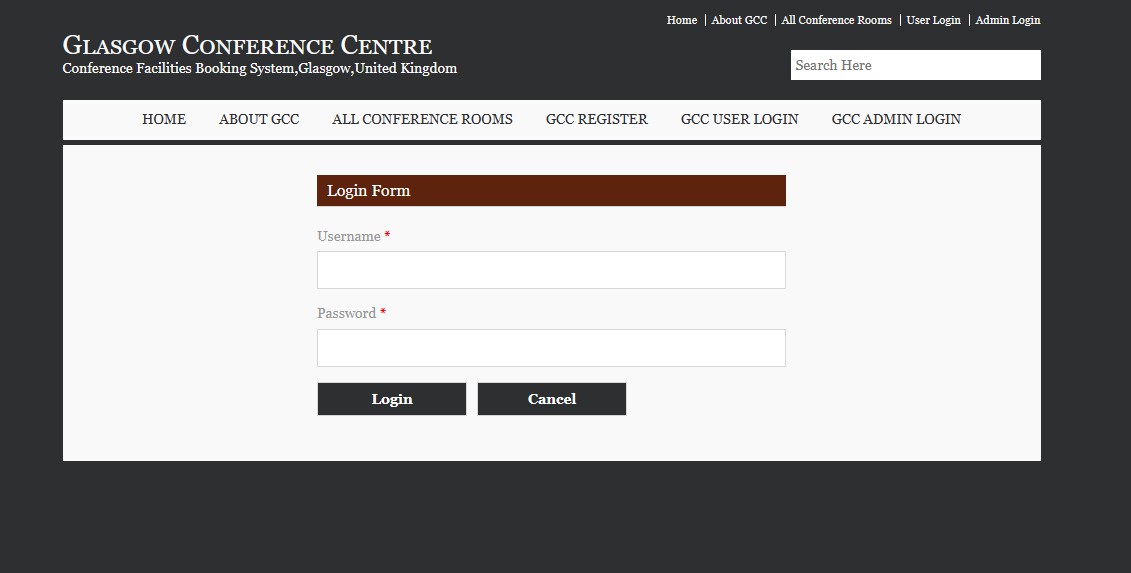 Home | About GCC | All Conference Rooms | User Login | Admin Login
Glasgow Conference Centre
Conference Facilities Booking System,Glasgow,United Kingdom
Search Here
HOME ABOUT GCC ALL CONFERENCE ROOMS GCC REGISTER GCC USER LOGIN GCC ADMIN LOGIN
Login Form
Username *
Password *
Login Cancel